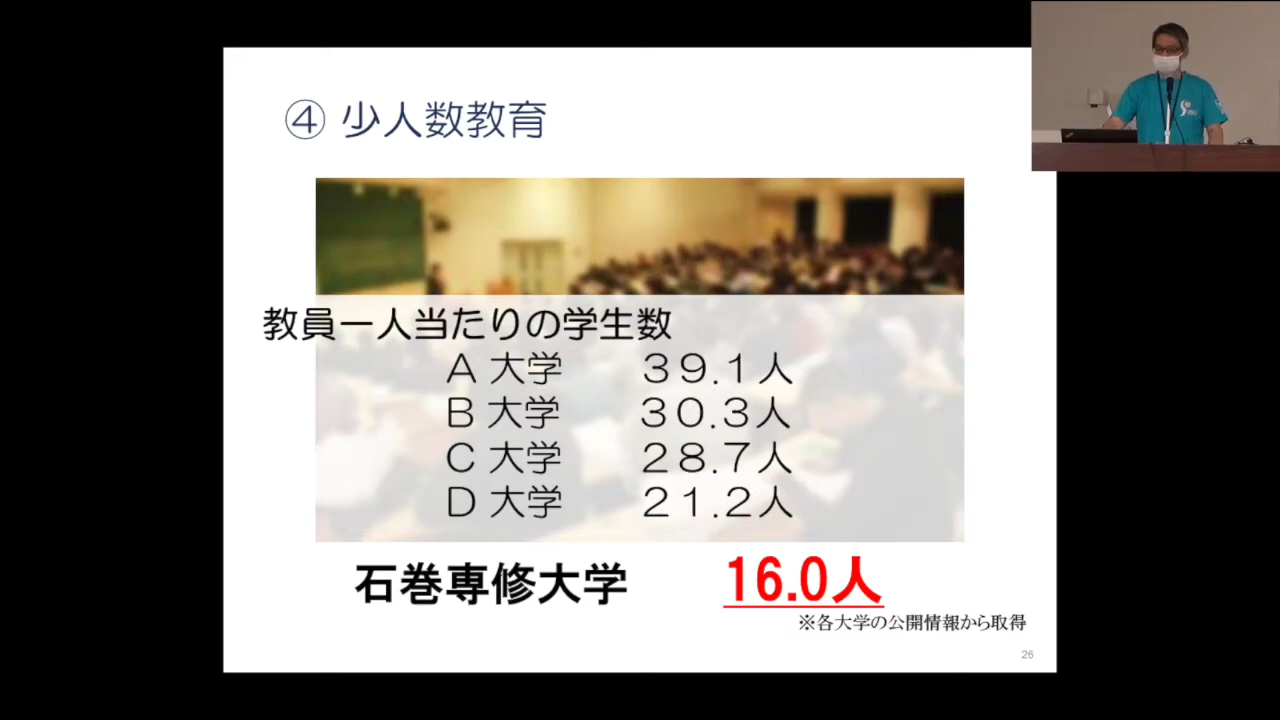 ④ 少人数教育
教員一人当たりの学生数
A 大学 39.1人
B 大学 30.3人
C 大学 28.7人
D 大学 21.2人
石巻専修大学 16.0人
※各大学の公開情報から取得
26